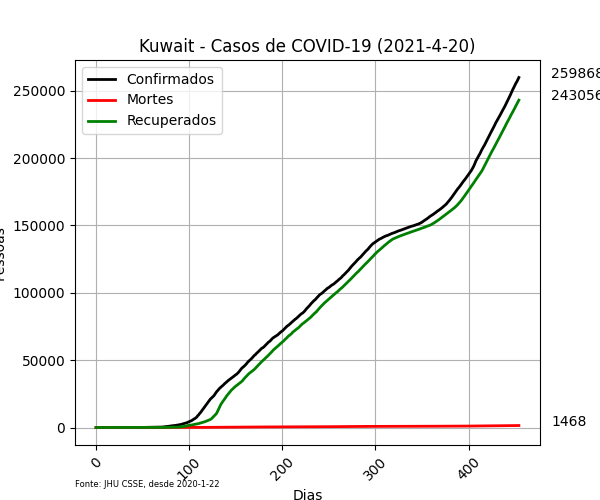 Kuwait - Casos de COVID-19 (2021-4-20)
Confirmados
Mortes
Recuperados
259868
243056
1468
250000
200000
150000
100000
50000
0
0
100
200
300
400
Dias
Fonte: JHU CSSE, desde 2020-1-22